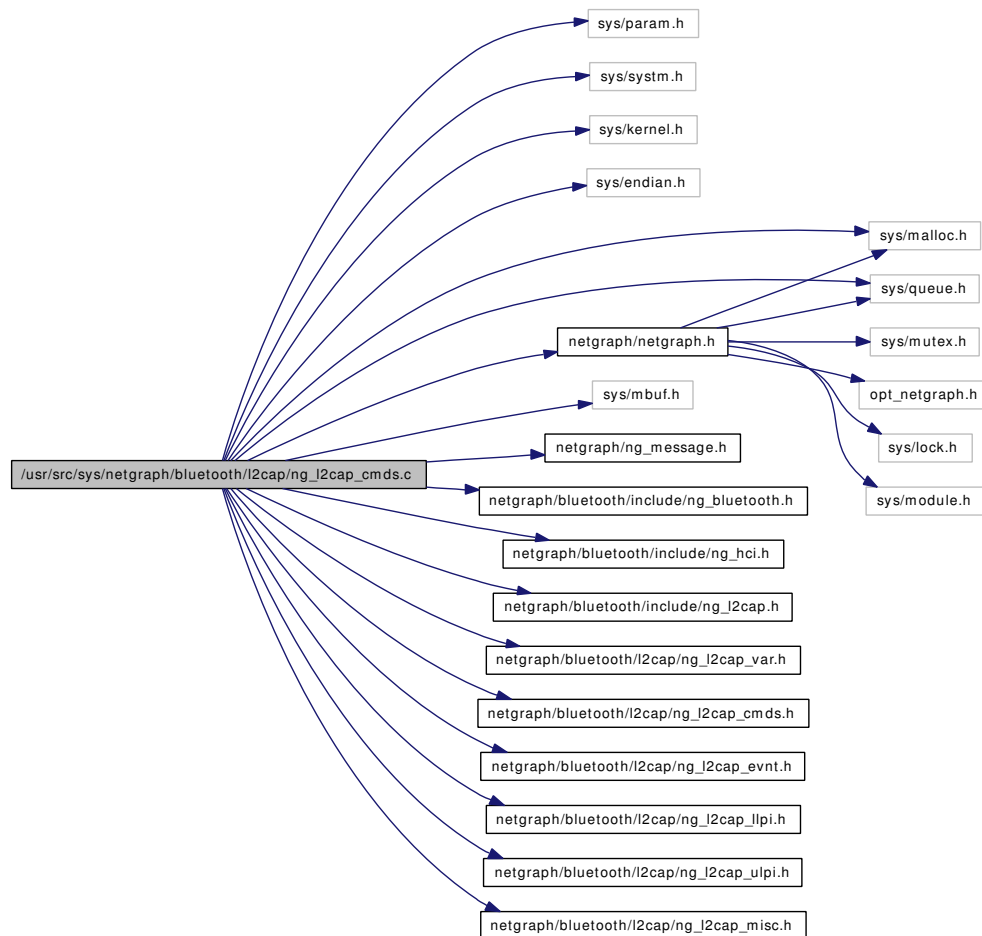 sys/param.h
sys/systm.h
sys/kernel.h
sys/endian.h
sys/malloc.h
sys/queue.h
netgraph/netgraph.h
sys/mutex.h
sys/mbuf.h
opt_netgraph.h
netgraph/ng_message.h
sys/lock.h
/usr/src/sys/netgraph/bluetooth/l2cap/ng_l2cap_cmds.c
netgraph/bluetooth/include/ng_bluetooth.h
sys/module.h
netgraph/bluetooth/include/ng_hci.h
netgraph/bluetooth/include/ng_l2cap.h
netgraph/bluetooth/l2cap/ng_l2cap_var.h
netgraph/bluetooth/l2cap/ng_l2cap_cmds.h
netgraph/bluetooth/l2cap/ng_l2cap_evnt.h
netgraph/bluetooth/l2cap/ng_l2cap_llpi.h
netgraph/bluetooth/l2cap/ng_l2cap_ulpi.h
netgraph/bluetooth/l2cap/ng_l2cap_misc.h